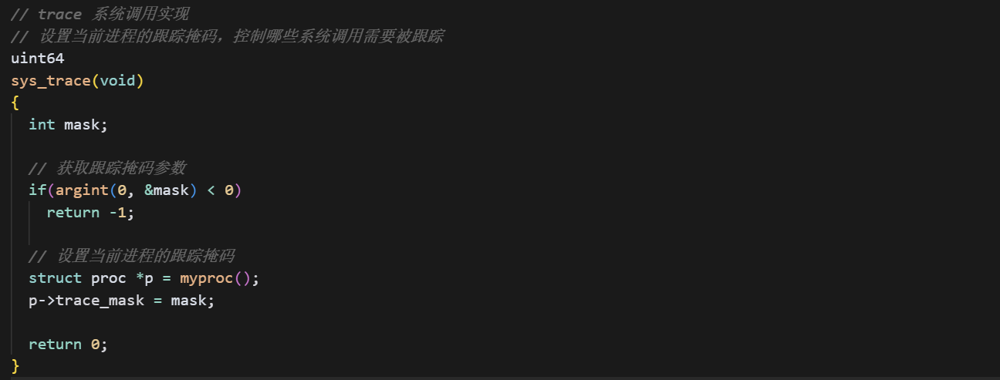 // trace 系统调用实现
// 设置当前进程的跟踪掩码，控制哪些系统调用需要被跟踪
uint64
sys_trace(void)
{
  int mask;

  // 获取跟踪掩码参数
  if(argint(0, &mask) < 0)
    return -1;

  // 设置当前进程的跟踪掩码
  struct proc *p = myproc();
  p->trace_mask = mask;

  return 0;
}